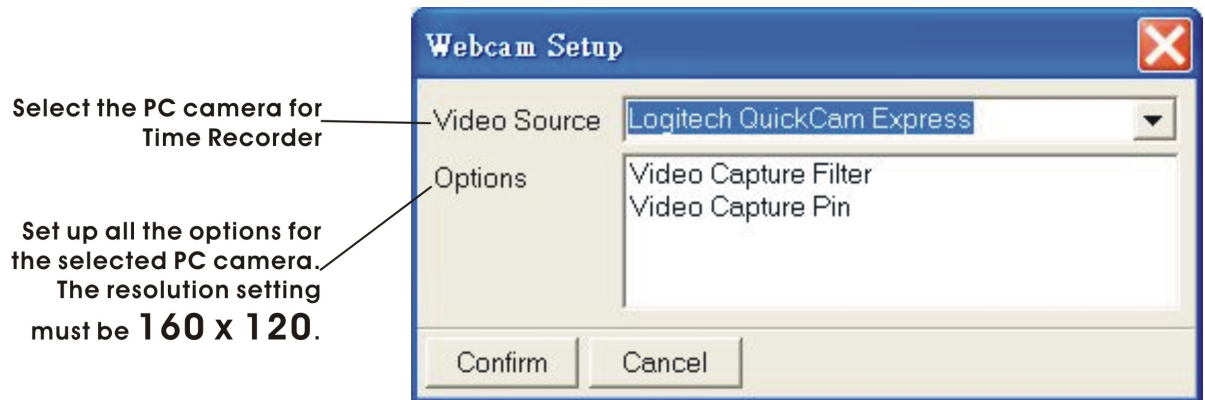 Webcam Setup
Select the PC camera for
Time Recorder
Video Source
Logitech QuickCam Express
Options
Video Capture Filter
Video Capture Pin
Set up all the options for
the selected PC camera.
The resolution setting
must be 160 x 120.
Confirm
Cancel